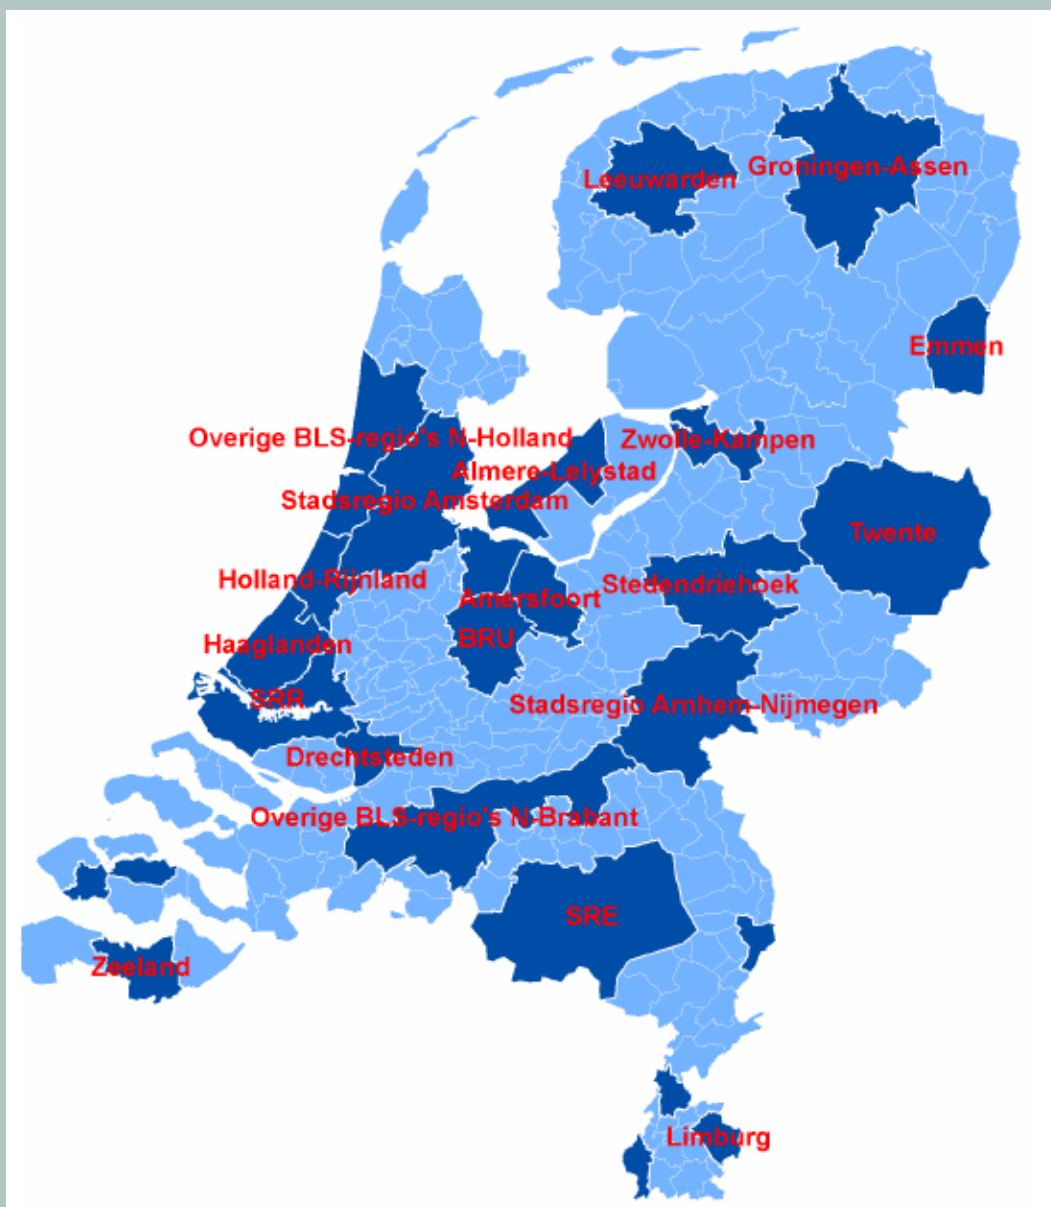 Groningen-Assen
Leeuwarden
Emmen
Overige BLS-regio's N-Holland
Zwolle-Kampen
Almere-Lelystad
Stadsregio Amsterdam
Twente
Holland-Rijnland
Stedendriehoek
Amersfoort
BRU
Haaglanden
SRR
Stadsregio Arnhem-Nijmegen
Drechtsteden
Overige BLS-regio's N-Brabant
SRE
Zeeland
Limburg